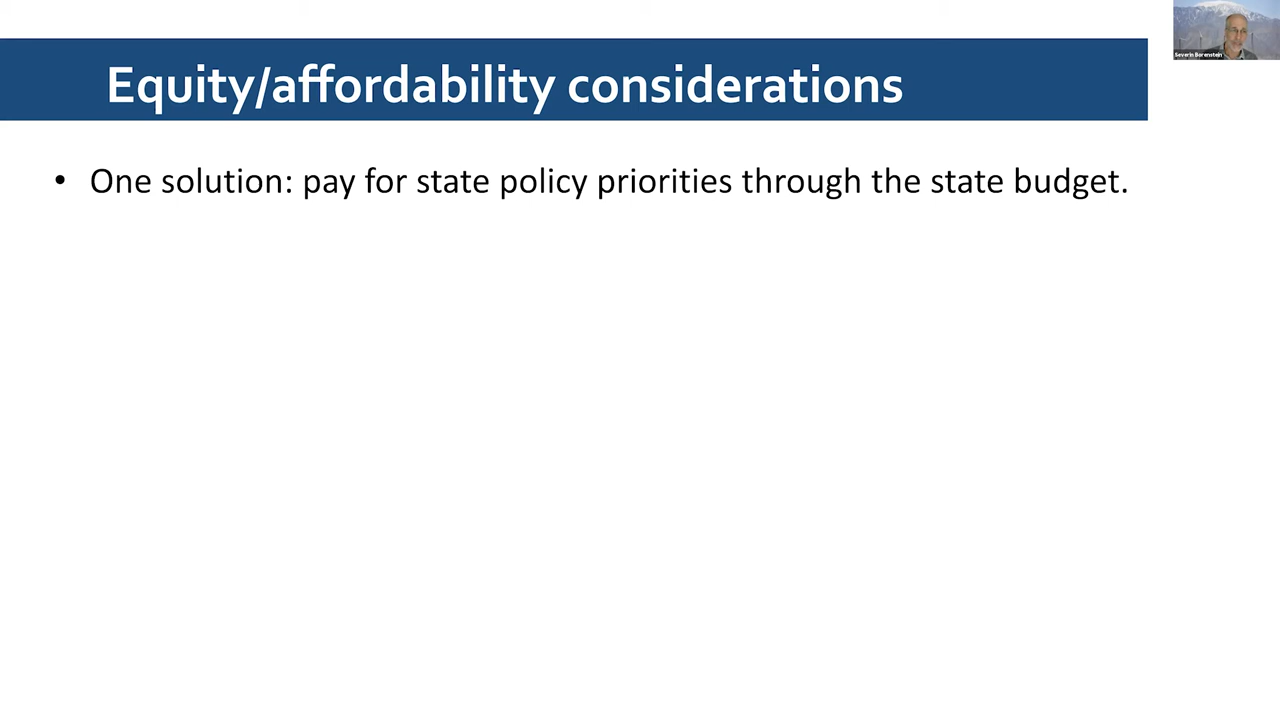 Equity/affordability considerations
• One solution: pay for state policy priorities through the state budget.
Severin Borenstein